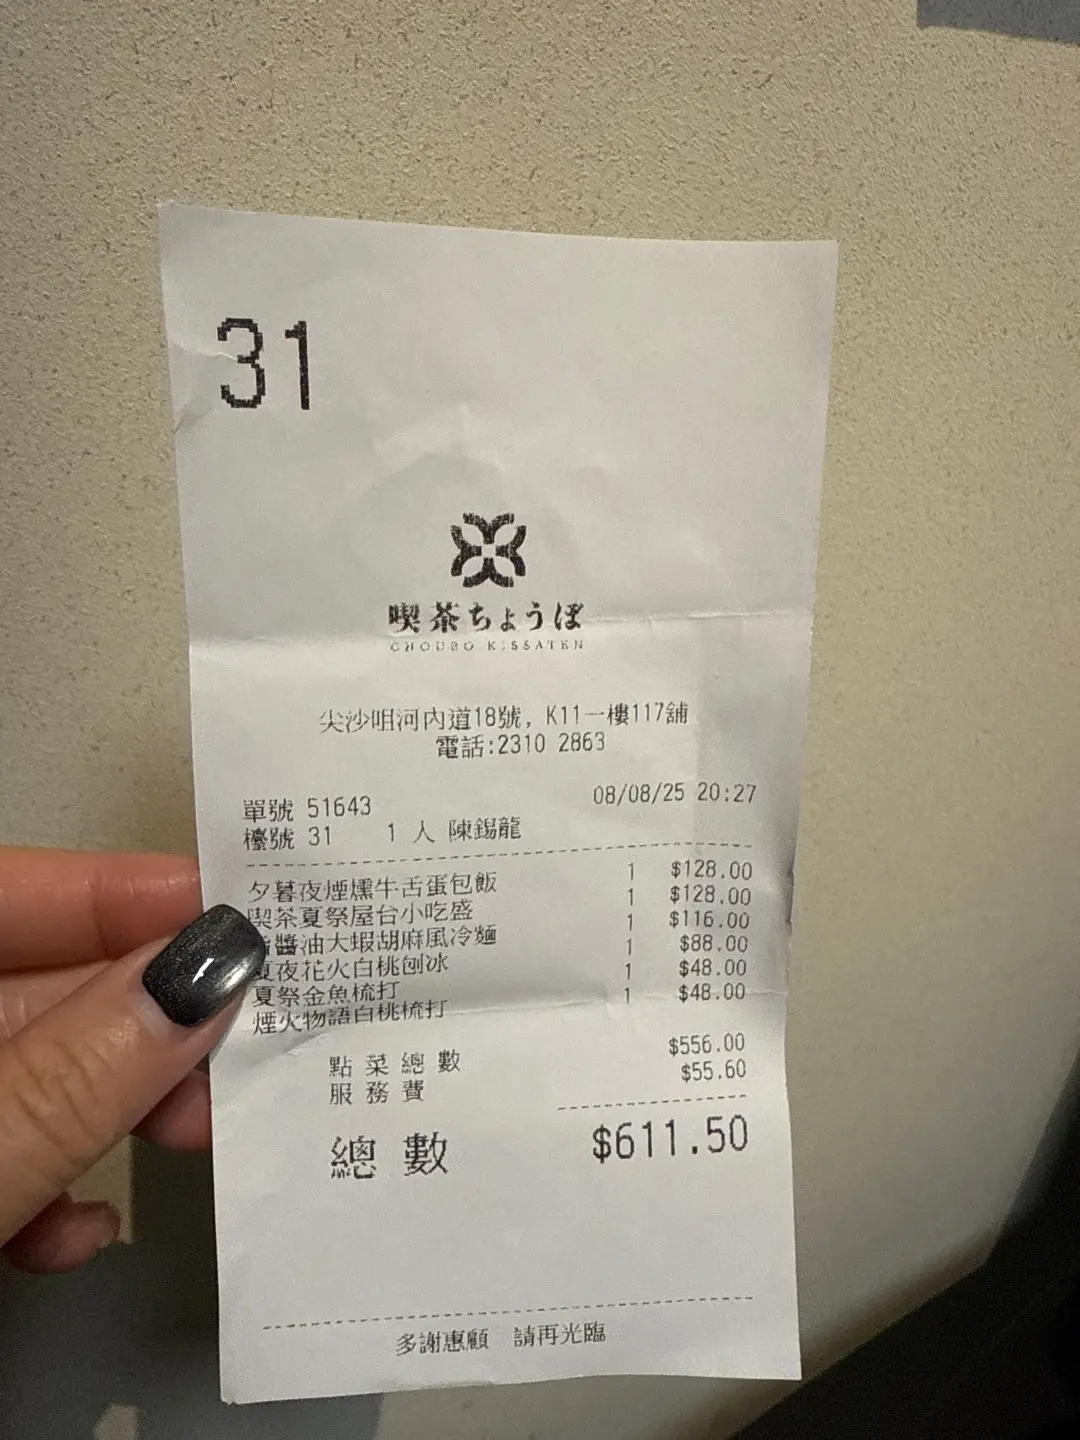 31
喫茶ちょうぼ
CHOUBO KISSATEN
尖沙咀河內道18號, K11一樓117舖
電話:2310 2863
單號 51643 08/08/25 20:27
檯號 31 1 人 陳錫龍
夕暮夜煙燻牛舌蛋包飯 1 $128.00
喫茶夏祭屋台小吃盛 1 $128.00
醬油大蝦胡麻風冷麵 1 $116.00
夏夜花火白桃刨冰 1 $88.00
夏祭金魚梳打 1 $48.00
煙火物語白桃梳打 1 $48.00
點菜總數 $556.00
服務費 $55.60
總數 $611.50
多謝惠顧 請再光臨